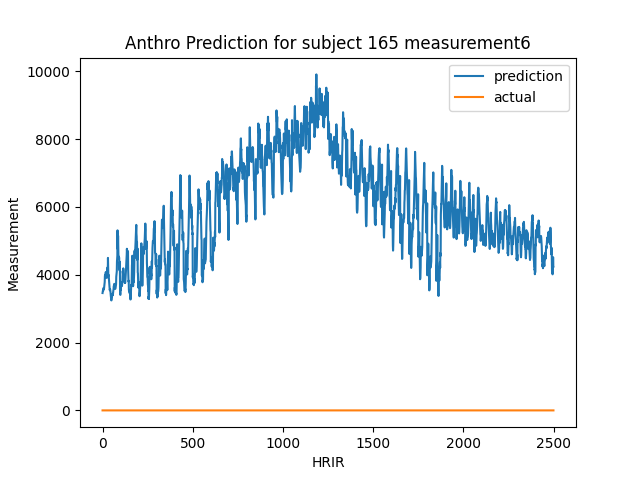 Anthro Prediction for subject 165 measurement6
prediction
actual
10000
8000
6000
4000
2000
0
Measurement
0 500 1000 1500 2000 2500
HRIR